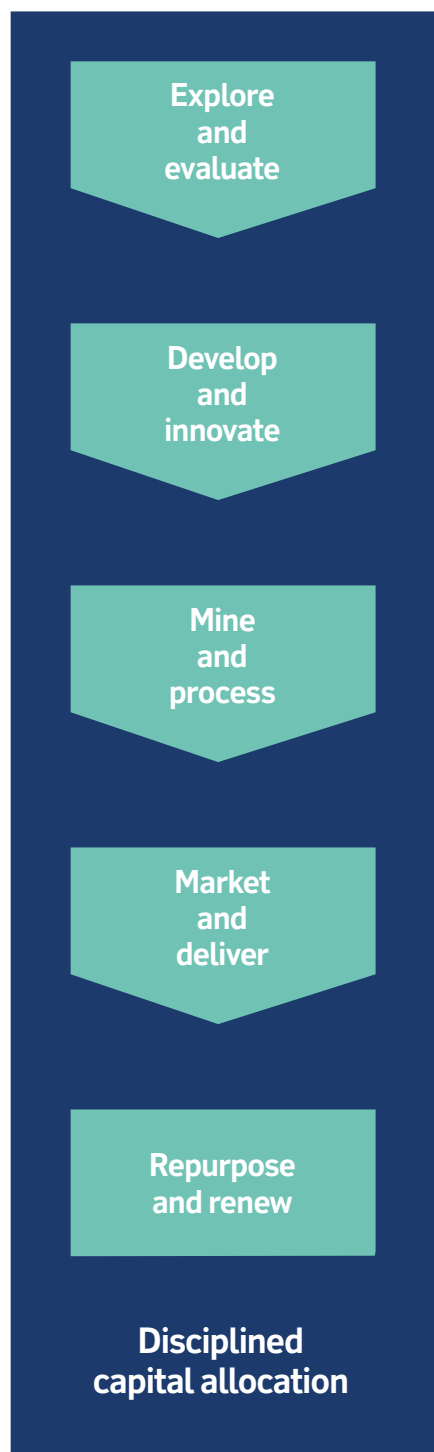 Explore
and
evaluate
Develop
and
innovate
Mine
and
process
Market
and
deliver
Repurpose
and renew
Disciplined
capital allocation